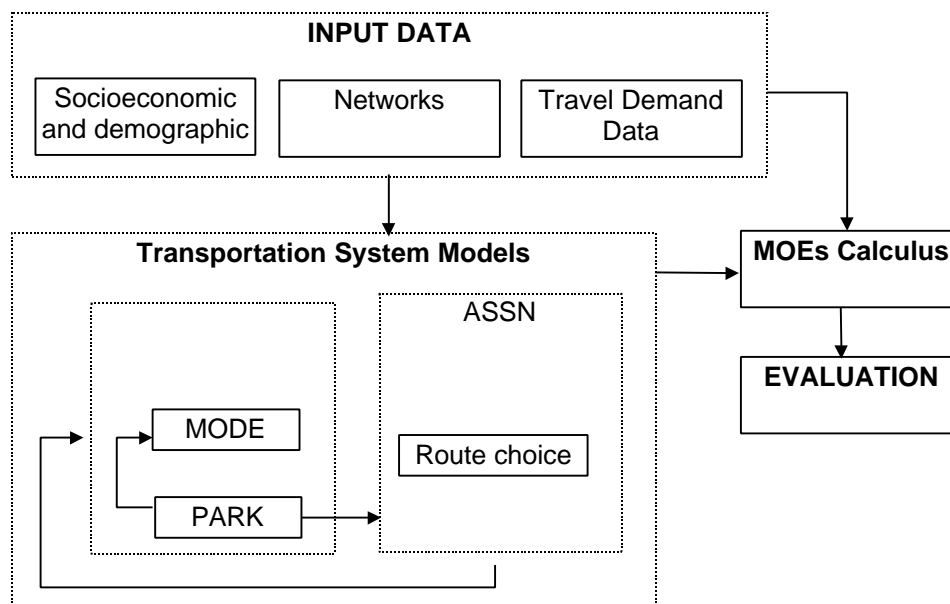 INPUT DATA
Socioeconomic
and demographic
Networks
Travel Demand
Data
Transportation System Models
MOEs Calculus
ASSN
EVALUATION
MODE
Route choice
PARK